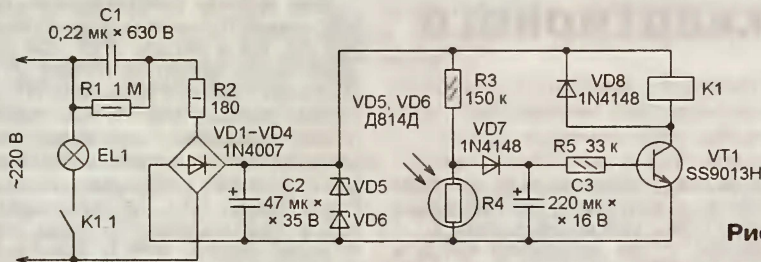 C1
0,22 мк × 630 В
R1 1 М
R2
180
~220 В
EL1
K1.1
VD1–VD4
1N4007
C2
47 мк ×
× 35 В
VD5
VD6
VD5, VD6
Д814Д
R3
150 к
VD7
1N4148
R4
VD8
1N4148
K1
R5 33 к
C3
220 мк ×
× 16 В
VT1
SS9013H
Рис